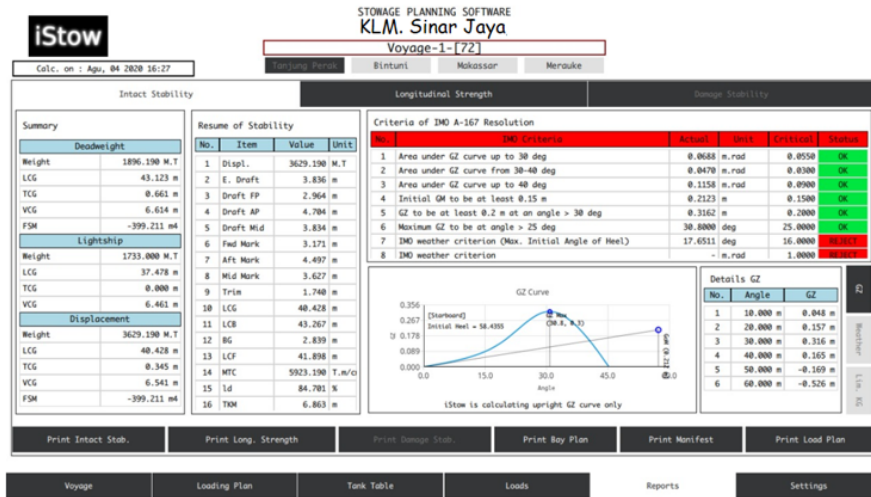 STOWAGE PLANNING SOFTWARE
iStow
KLM. Sinar Jaya
Voyage-1-[72]
Calc. on : Agu, 04 2020 16:27
Tanjung Perak Bintuni Makassar Merauke
Intact Stability Longitudinal Strength Damage Stability
Summary
Deadweight
Weight 1896.190 M.T
LCG 43.123 m
TCG 0.661 m
VCG 6.614 m
FSM -399.211 m4
Lightship
Weight 1733.000 M.T
LCG 37.478 m
TCG 0.000 m
VCG 6.461 m
Displacement
Weight 3629.190 M.T
LCG 40.428 m
TCG 0.345 m
VCG 6.541 m
FSM -399.211 m4
Resume of Stability
No. Item Value Unit
1 Displ. 3629.190 M.T
2 E. Draft 3.836 m
3 Draft FP 2.964 m
4 Draft AP 4.704 m
5 Draft Mid 3.834 m
6 Fwd Mark 3.171 m
7 Aft Mark 4.497 m
8 Mid Mark 3.627 m
9 Trim 1.740 m
10 LCG 40.428 m
11 LCB 43.267 m
12 BG 2.839 m
13 LCF 41.898 m
14 MTC 5923.190 T.m/c
15 ld 84.701 %
16 TKM 6.863 m
Criteria of IMO A-167 Resolution
No. IMO Criteria Actual Unit Critical Status
1 Area under GZ curve up to 30 deg 0.0688 m.rad 0.0550 OK
2 Area under GZ curve from 30-40 deg 0.0470 m.rad 0.0300 OK
3 Area under GZ curve up to 40 deg 0.1158 m.rad 0.0900 OK
4 Initial GM to be at least 0.15 m 0.2123 m 0.1500 OK
5 GZ to be at least 0.2 m at an angle > 30 deg 0.3162 m 0.2000 OK
6 Maximum GZ to be at angle > 25 deg 30.8000 deg 25.0000 OK
7 IMO weather criterion (Max. Initial Angle of Heel) 17.6511 deg 16.0000 REJECT
8 IMO weather criterion - m.rad 1.0000 REJECT
GZ Curve
0.356
0.267
0.178
0.089
0.000
GZ
[Starboard]
Initial Heel = 58.4355
GZ Max
(30.8, 0.3)
0.0 15.0 30.0 45.0 60.0
Angle
iStow is calculating upright GZ curve only
Details GZ
No. Angle GZ
1 10.000 m 0.048 m
2 20.000 m 0.157 m
3 30.000 m 0.316 m
4 40.000 m 0.165 m
5 50.000 m -0.169 m
6 60.000 m -0.526 m
GZ
Weather
Lim. KG
Print Intact Stab. Print Long. Strength Print Damage Stab. Print Bay Plan Print Manifest Print Load Plan
Voyage Loading Plan Tank Table Loads Reports Settings